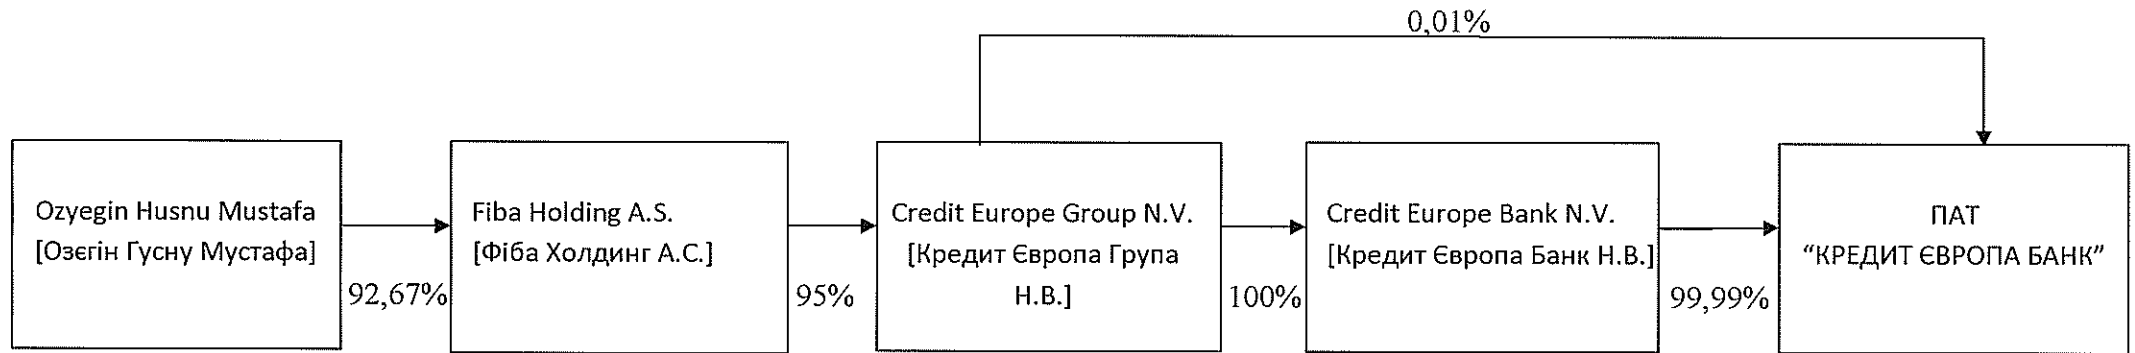 0,01%
Ozyegin Husnu Mustafa
[Озєгін Гусну Мустафа]
92,67%
Fiba Holding A.S.
[Фіба Холдинг А.С.]
95%
Credit Europe Group N.V.
[Кредит Європа Група
Н.В.]
100%
Credit Europe Bank N.V.
[Кредит Європа Банк Н.В.]
99,99%
ПАТ
“КРЕДИТ ЄВРОПА БАНК”